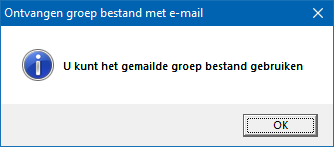 Ontvangen groep bestand met e-mail
U kunt het gemailde groep bestand gebruiken
OK